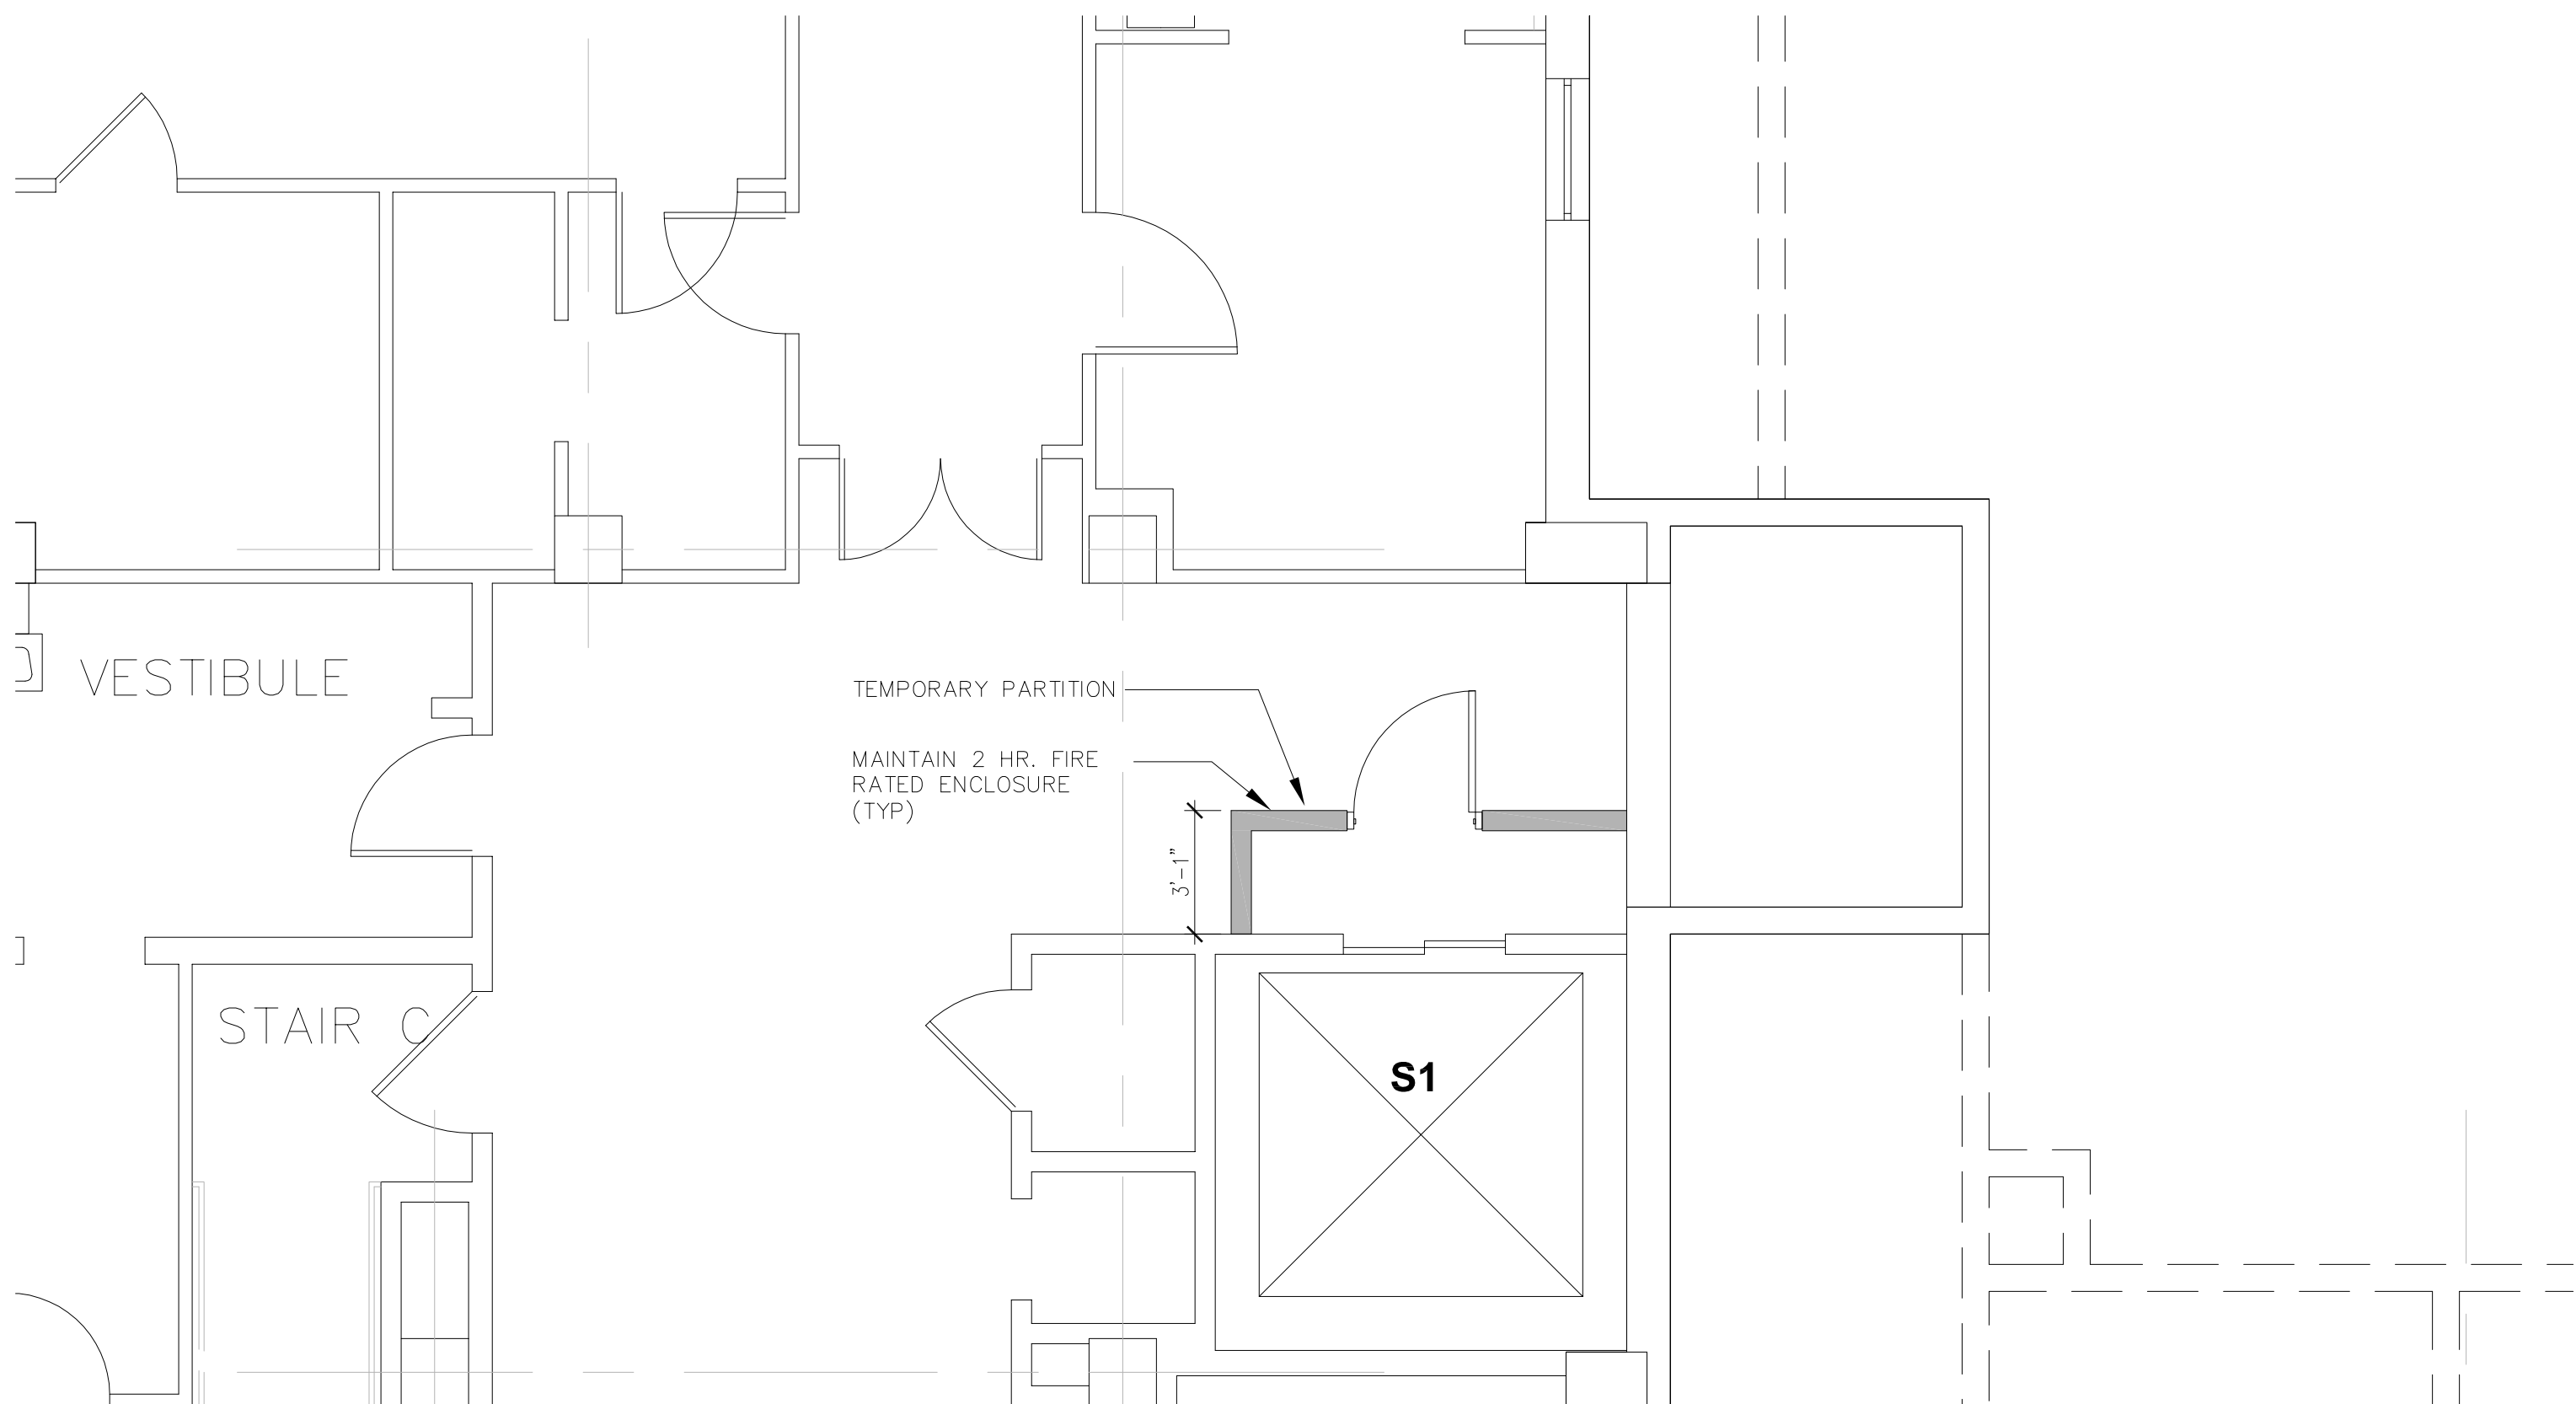 VESTIBULE
TEMPORARY PARTITION
MAINTAIN 2 HR. FIRE
RATED ENCLOSURE
(TYP)
3'-1"
STAIR C
S1